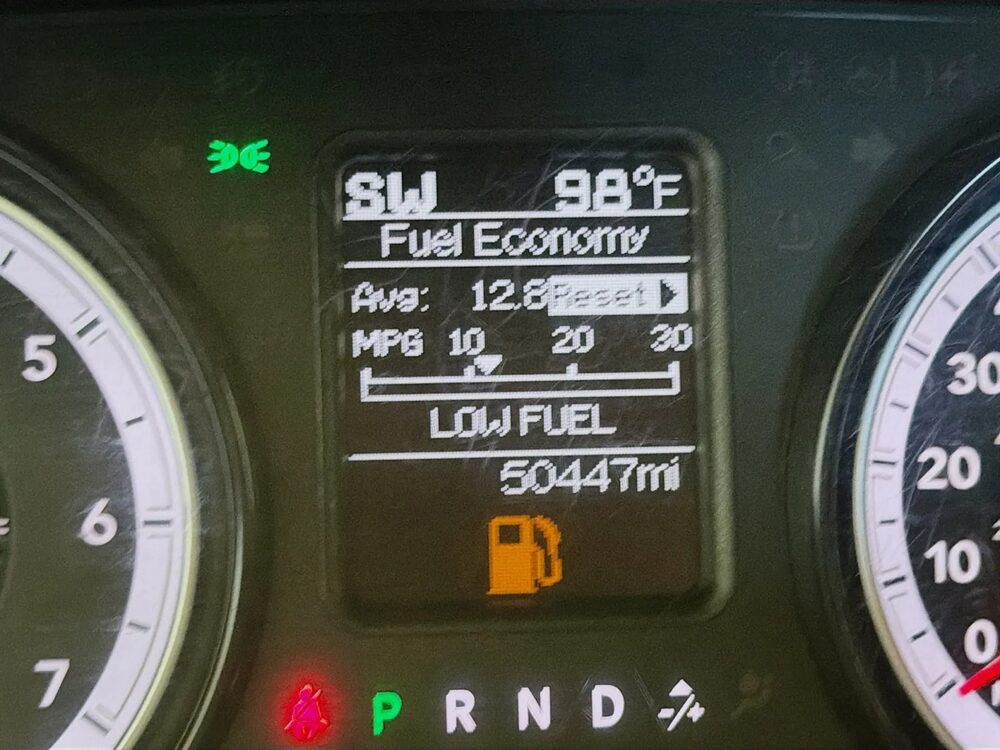 SW 98°F
Fuel Economy
Avg: 12.8 Reset
MPG 10 20 30
LOW FUEL
50447mi
P R N D -/+
5
6
7
30
20
10
0